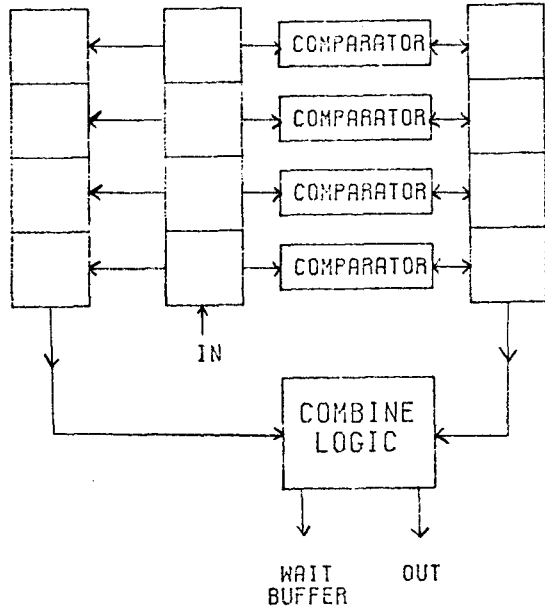 COMPARATOR
COMPARATOR
COMPARATOR
COMPARATOR
IN
COMBINE
LOGIC
WAIT
BUFFER
OUT